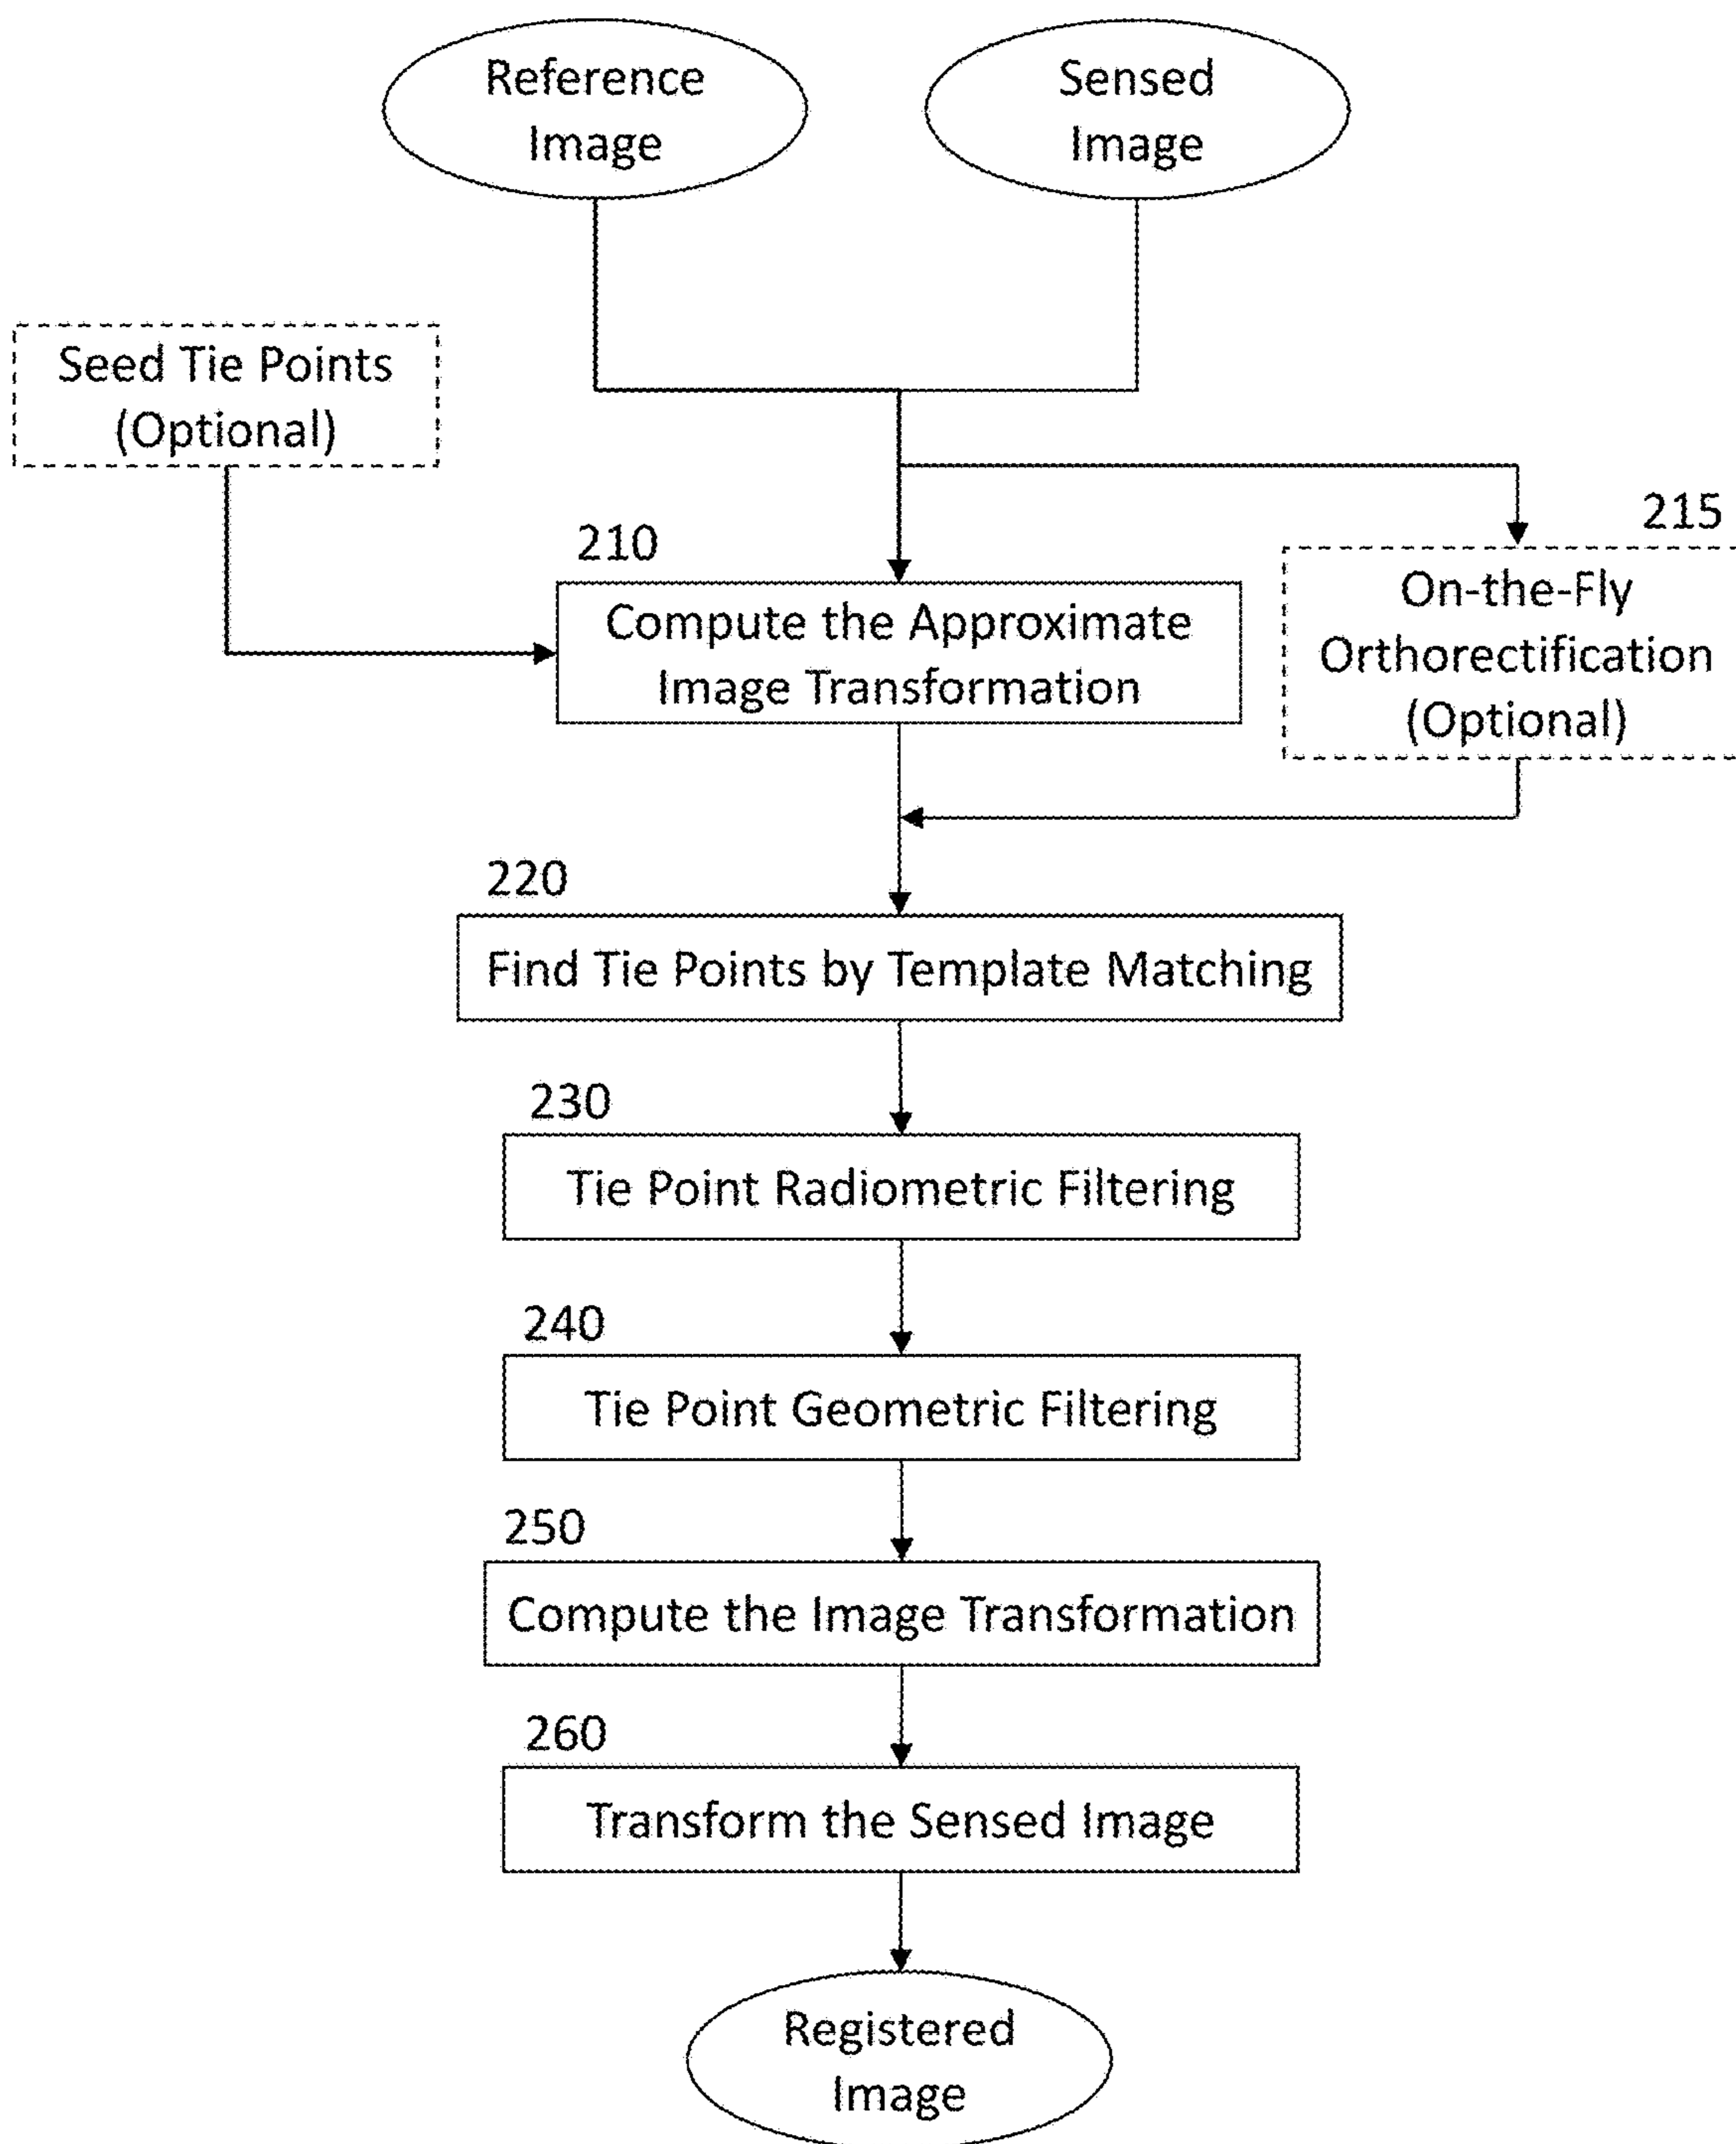 Reference
Image
Sensed
Image
Seed Tie Points
(Optional)
210
Compute the Approximate
Image Transformation
215
On-the-Fly
Orthorectification
(Optional)
220
Find Tie Points by Template Matching
230
Tie Point Radiometric Filtering
240
Tie Point Geometric Filtering
250
Compute the Image Transformation
260
Transform the Sensed Image
Registered
Image